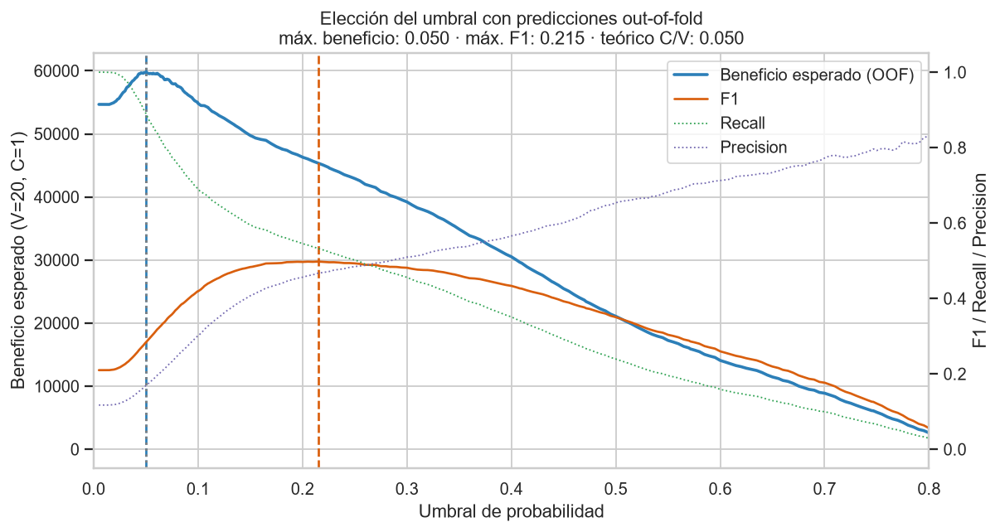 Elección del umbral con predicciones out-of-fold
máx. beneficio: 0.050 · máx. F1: 0.215 · teórico C/V: 0.050
Beneficio esperado (OOF)
F1
Recall
Precision
Beneficio esperado (V=20, C=1)
60000
50000
40000
30000
20000
10000
0
1.0
0.8
0.6
0.4
0.2
0.0
F1 / Recall / Precision
0.0 0.1 0.2 0.3 0.4 0.5 0.6 0.7 0.8
Umbral de probabilidad